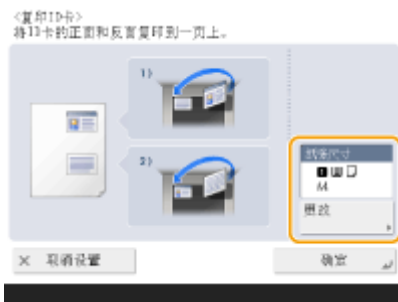 <复印ID卡>
将ID卡的正面和反面复印到一页上。
1)
2)
纸张尺寸
1
A4
更改
× 取消设置
确定